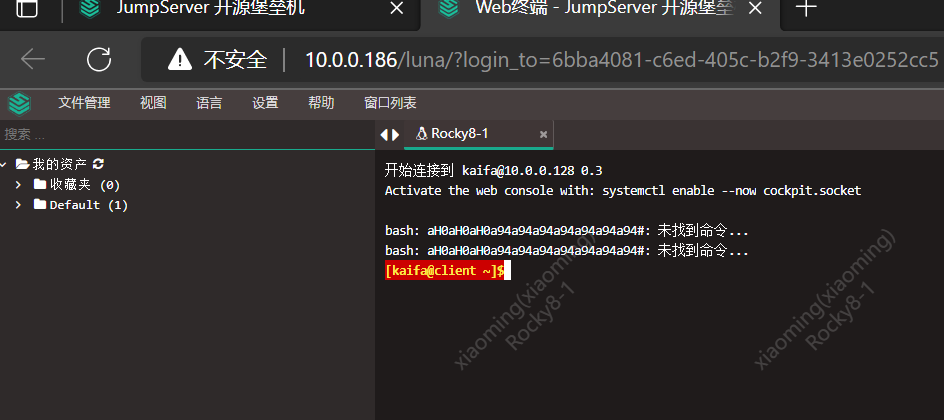 JumpServer 开源堡垒机
Web终端 - JumpServer 开源堡垒
不安全 10.0.0.186/luna/?login_to=6bba4081-c6ed-405c-b2f9-3413e0252cc5
文件管理 视图 语言 设置 帮助 窗口列表
搜索 ...
我的资产
收藏夹 (0)
Default (1)
Rocky8-1
开始连接到 kaifa@10.0.0.128 0.3
Activate the web console with: systemctl enable --now cockpit.socket
bash: aH0aH0aH0a94a94a94a94a94a94a94a94#: 未找到命令...
bash: aH0aH0aH0a94a94a94a94a94a94a94a94#: 未找到命令...
[kaifa@client ~]$
xiaoming(xiaoming)
Rocky8-1
xiaoming(xiaoming)
Rocky8-1